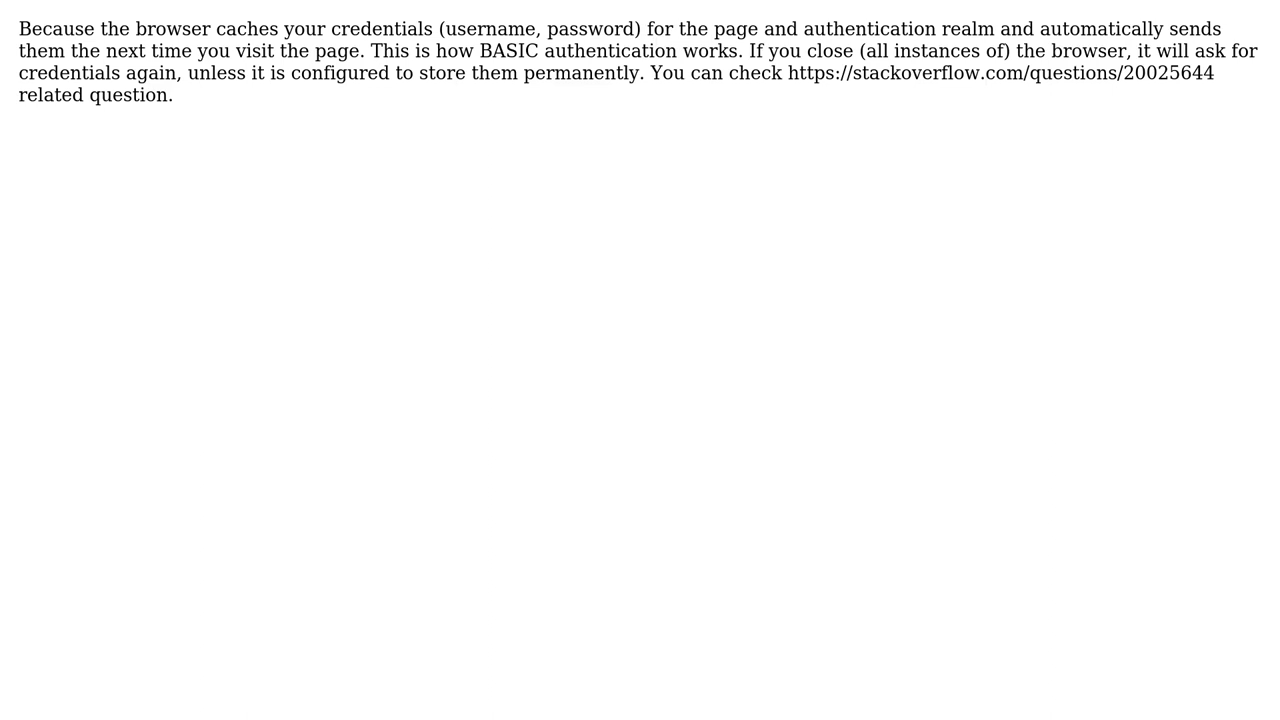 Because the browser caches your credentials (username, password) for the page and authentication realm and automatically sends
them the next time you visit the page. This is how BASIC authentication works. If you close (all instances of) the browser, it will ask for
credentials again, unless it is configured to store them permanently. You can check https://stackoverflow.com/questions/20025644
related question.